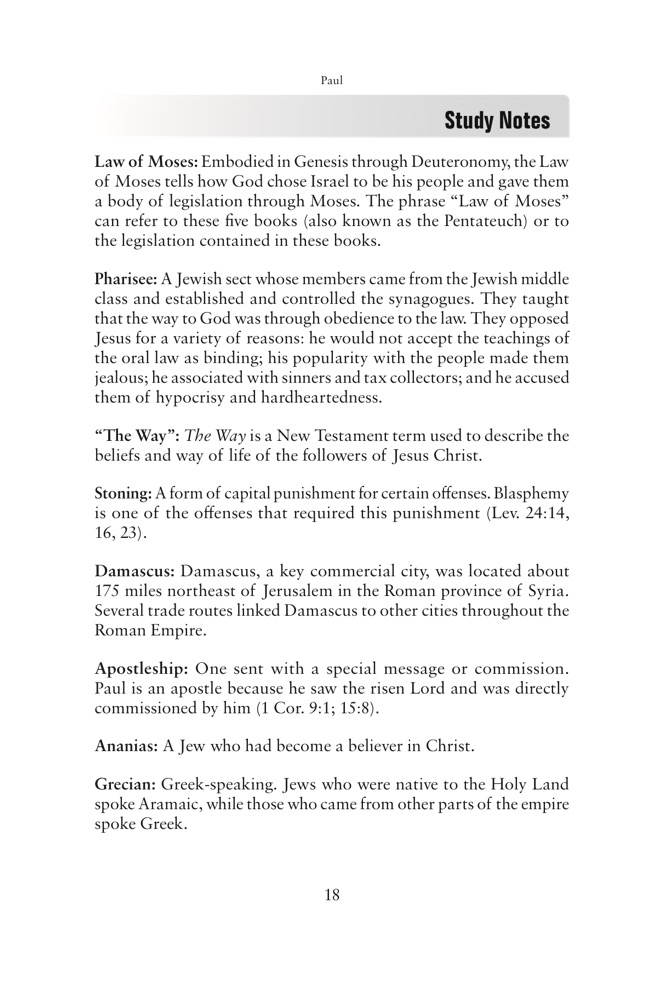 Paul
Study Notes
Law of Moses: Embodied in Genesis through Deuteronomy, the Law
of Moses tells how God chose Israel to be his people and gave them
a body of legislation through Moses. The phrase “Law of Moses”
can refer to these five books (also known as the Pentateuch) or to
the legislation contained in these books.
Pharisee: A Jewish sect whose members came from the Jewish middle
class and established and controlled the synagogues. They taught
that the way to God was through obedience to the law. They opposed
Jesus for a variety of reasons: he would not accept the teachings of
the oral law as binding; his popularity with the people made them
jealous; he associated with sinners and tax collectors; and he accused
them of hypocrisy and hardheartedness.
“The Way”: The Way is a New Testament term used to describe the
beliefs and way of life of the followers of Jesus Christ.
Stoning: A form of capital punishment for certain offenses. Blasphemy
is one of the offenses that required this punishment (Lev. 24:14,
16, 23).
Damascus: Damascus, a key commercial city, was located about
175 miles northeast of Jerusalem in the Roman province of Syria.
Several trade routes linked Damascus to other cities throughout the
Roman Empire.
Apostleship: One sent with a special message or commission.
Paul is an apostle because he saw the risen Lord and was directly
commissioned by him (1 Cor. 9:1; 15:8).
Ananias: A Jew who had become a believer in Christ.
Grecian: Greek-speaking. Jews who were native to the Holy Land
spoke Aramaic, while those who came from other parts of the empire
spoke Greek.
18